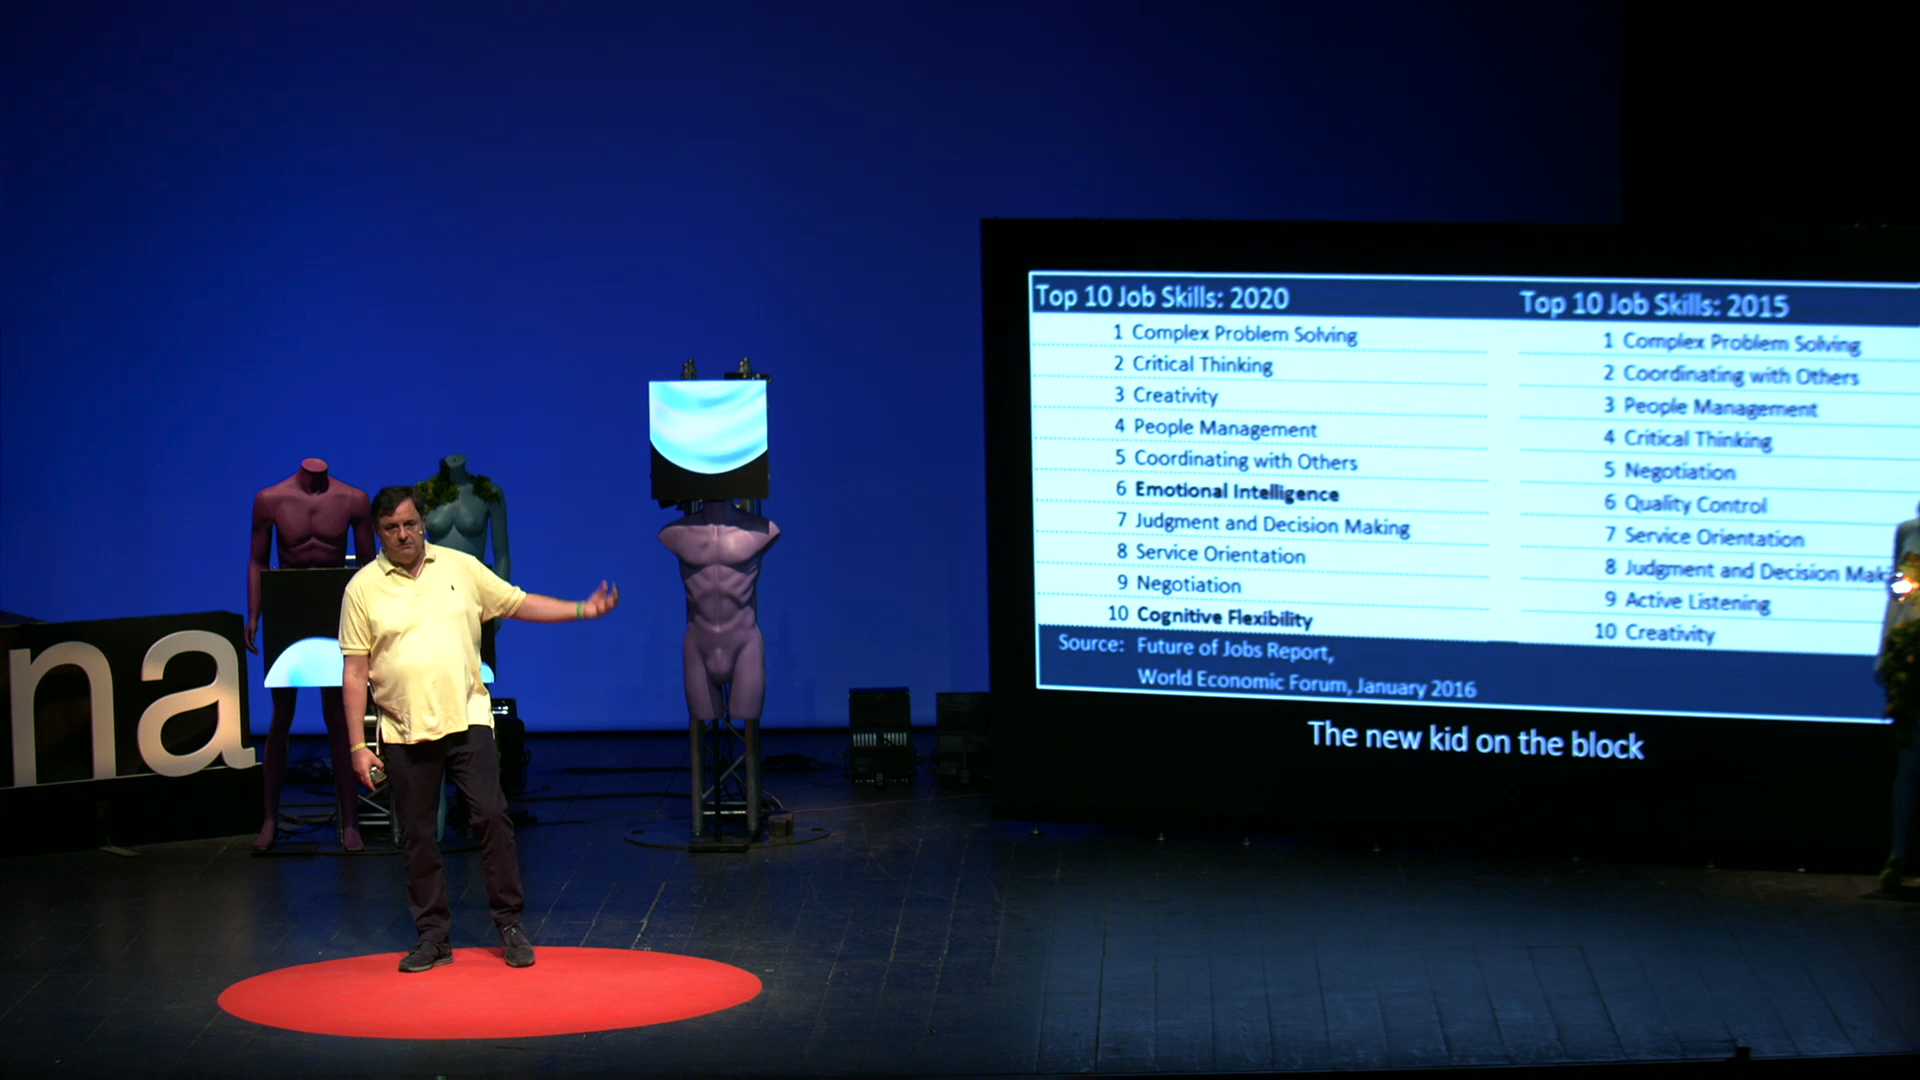 na
Top 10 Job Skills: 2020
1 Complex Problem Solving
2 Critical Thinking
3 Creativity
4 People Management
5 Coordinating with Others
6 Emotional Intelligence
7 Judgment and Decision Making
8 Service Orientation
9 Negotiation
10 Cognitive Flexibility
Source: Future of Jobs Report,
World Economic Forum, January 2016
Top 10 Job Skills: 2015
1 Complex Problem Solving
2 Coordinating with Others
3 People Management
4 Critical Thinking
5 Negotiation
6 Quality Control
7 Service Orientation
8 Judgment and Decision Maki
9 Active Listening
10 Creativity
The new kid on the block